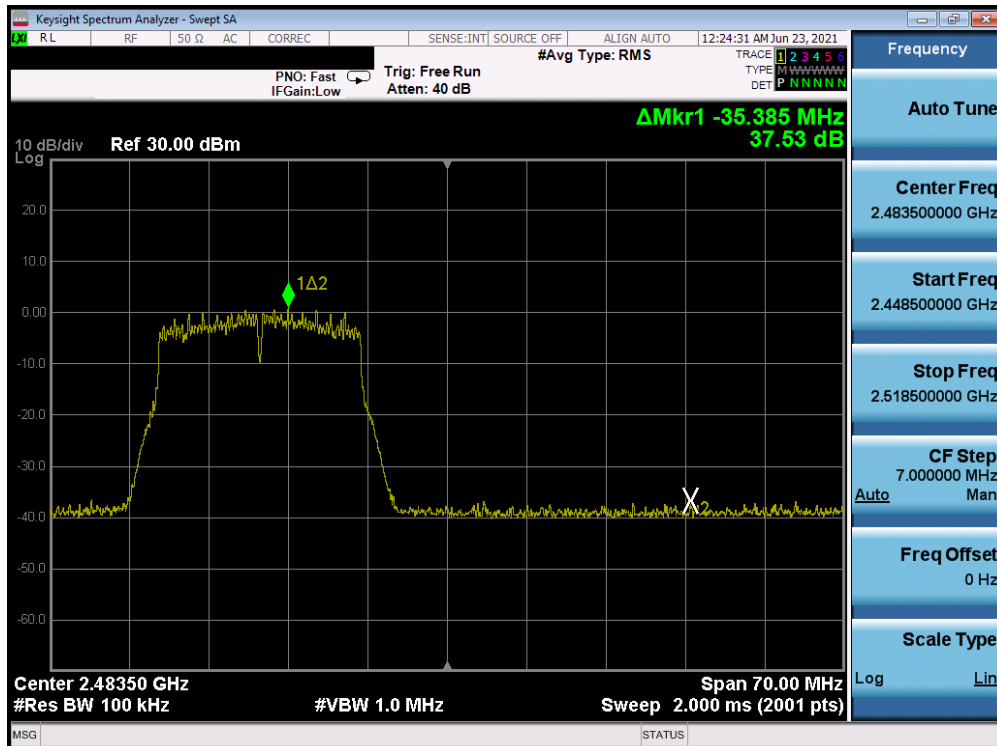 Keysight Spectrum Analyzer - Swept SA
LXI RL RF 50 Ω AC CORREC SENSE:INT SOURCE OFF ALIGN AUTO 12:24:31 AM Jun 23, 2021
#Avg Type: RMS
TRACE 1 2 3 4 5 6
TYPE M W W W W W
DET P N N N N N
PNO: Fast
IFGain:Low
Trig: Free Run
Atten: 40 dB
ΔMkr1 -35.385 MHz
37.53 dB
10 dB/div Ref 30.00 dBm
Log
20.0
10.0
0.00
-10.0
-20.0
-30.0
-40.0
-50.0
-60.0
1Δ2
X2
Center 2.48350 GHz
Span 70.00 MHz
#Res BW 100 kHz
#VBW 1.0 MHz
Sweep 2.000 ms (2001 pts)
MSG
STATUS
Frequency
Auto Tune
Center Freq
2.483500000 GHz
Start Freq
2.448500000 GHz
Stop Freq
2.518500000 GHz
CF Step
7.000000 MHz
Auto Man
Freq Offset
0 Hz
Scale Type
Log Lin